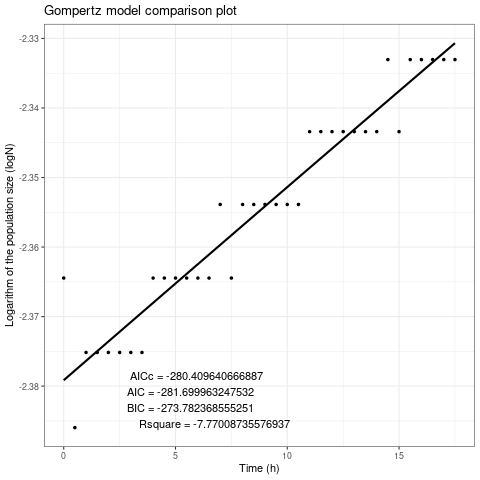 Gompertz model comparison plot
-2.33
-2.34
-2.35
-2.36
-2.37
-2.38
Logarithm of the population size (logN)
AICc = -280.409640666887
AIC = -281.699963247532
BIC = -273.782368555251
Rsquare = -7.77008735576937
0 5 10 15
Time (h)